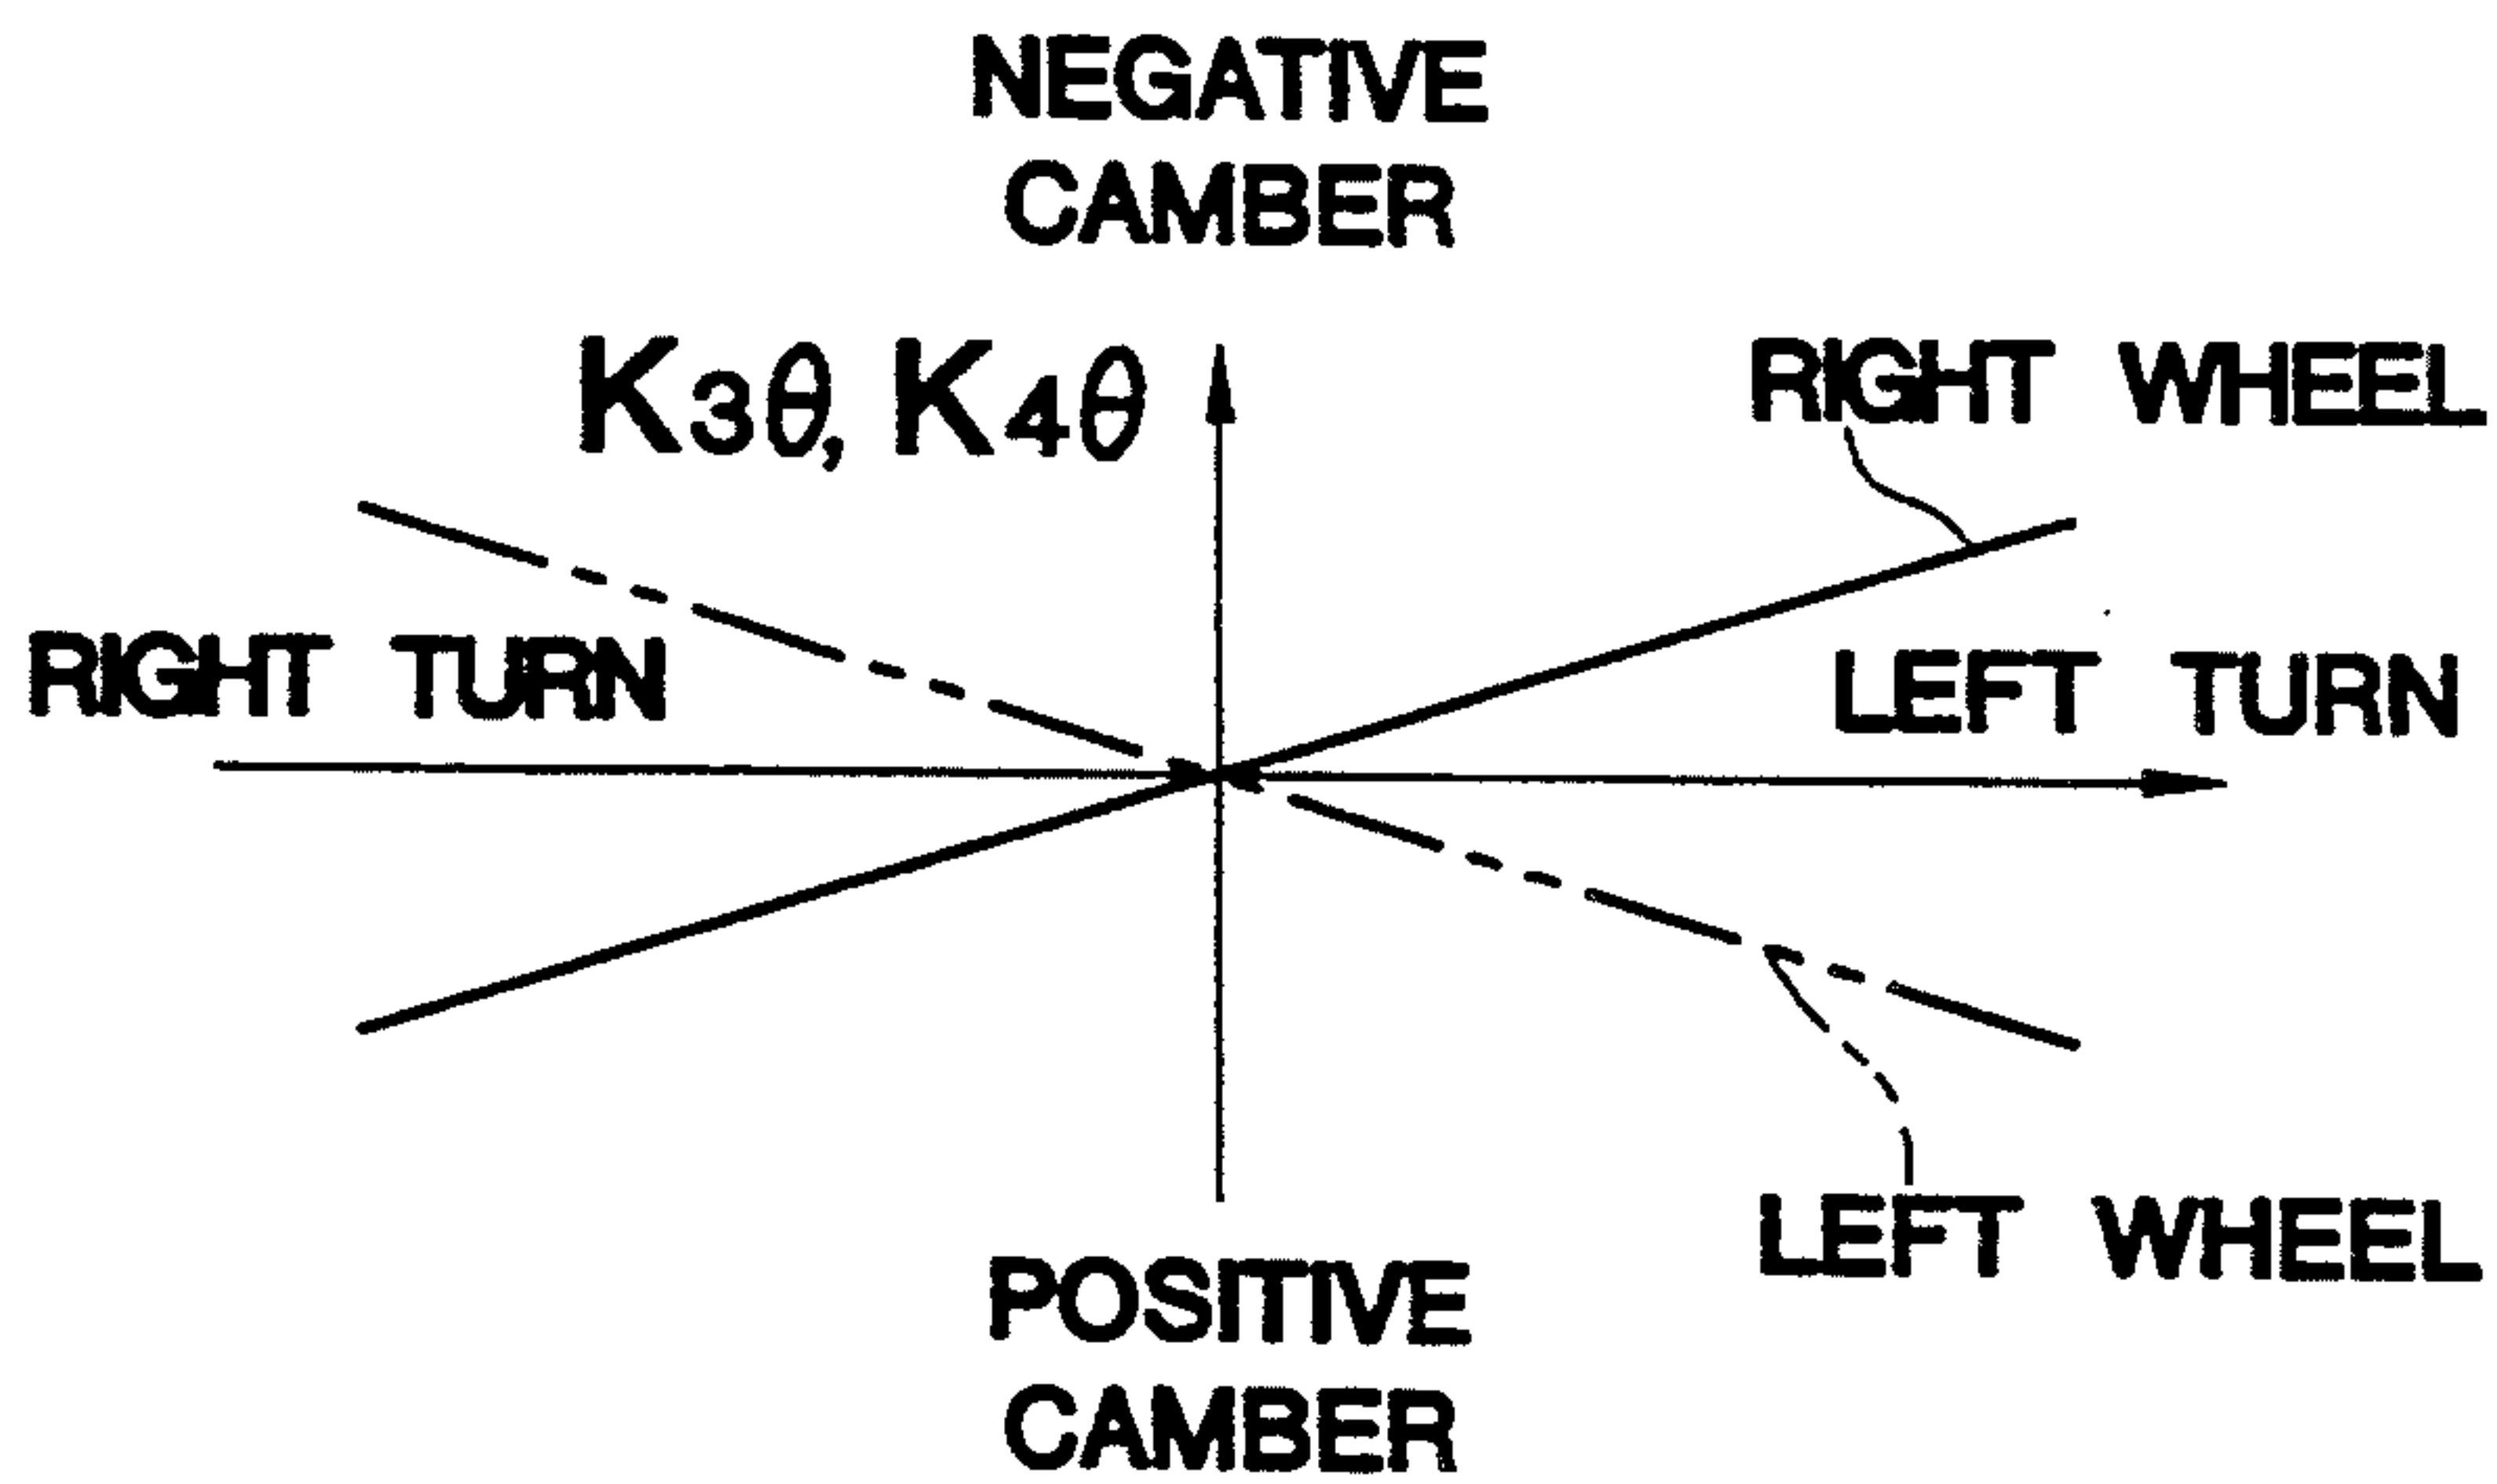 NEGATIVE
CAMBER
K3θ, K4θ
RIGHT WHEEL
RIGHT TURN
LEFT TURN
LEFT WHEEL
POSITIVE
CAMBER